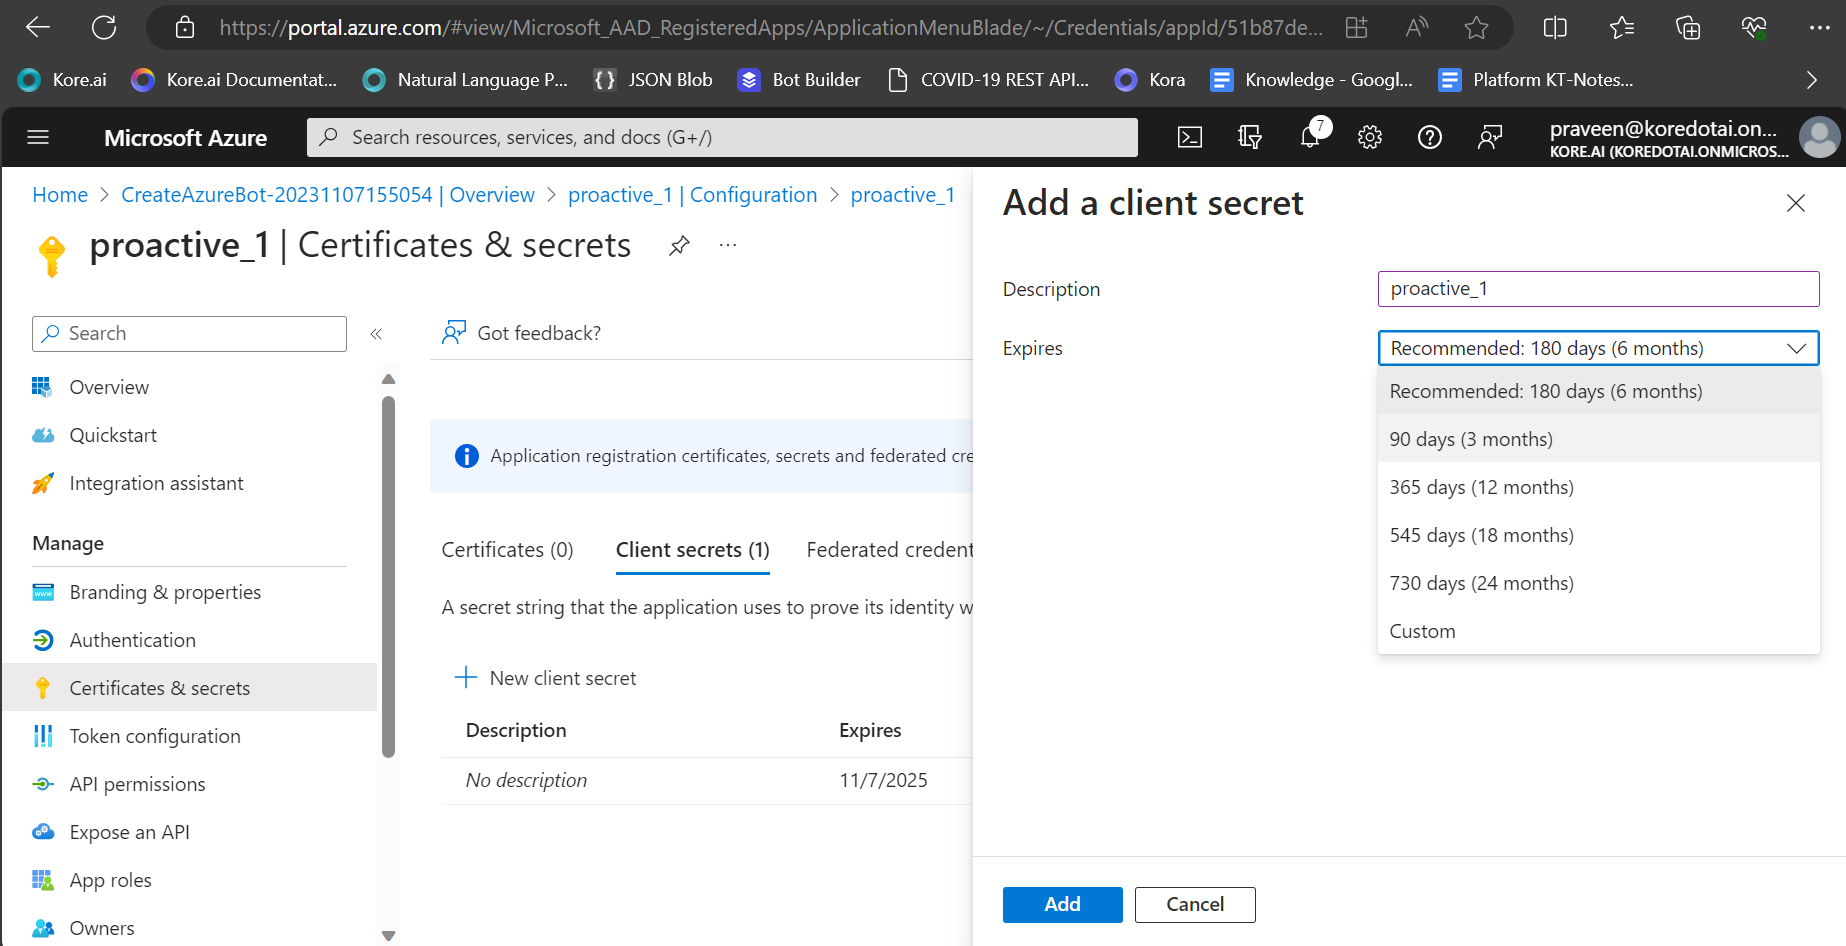 https://portal.azure.com/#view/Microsoft_AAD_RegisteredApps/ApplicationMenuBlade/~/Credentials/appId/51b87de...
Kore.ai
Kore.ai Documentat...
Natural Language P...
{} JSON Blob
Bot Builder
COVID-19 REST API...
Kora
Knowledge - Googl...
Platform KT-Notes...
Microsoft Azure
Search resources, services, and docs (G+/)
7
praveen@koredotai.on...
KORE.AI (KOREDOTAI.ONMICROS...
Home > CreateAzureBot-20231107155054 | Overview > proactive_1 | Configuration > proactive_1
proactive_1 | Certificates & secrets
...
Search
Overview
Quickstart
Integration assistant
Manage
Branding & properties
Authentication
Certificates & secrets
Token configuration
API permissions
Expose an API
App roles
Owners
Got feedback?
Application registration certificates, secrets and federated cre
Certificates (0)
Client secrets (1)
Federated credent
A secret string that the application uses to prove its identity w
New client secret
Description
Expires
No description
11/7/2025
Add a client secret
Description
proactive_1
Expires
Recommended: 180 days (6 months)
Recommended: 180 days (6 months)
90 days (3 months)
365 days (12 months)
545 days (18 months)
730 days (24 months)
Custom
Add
Cancel